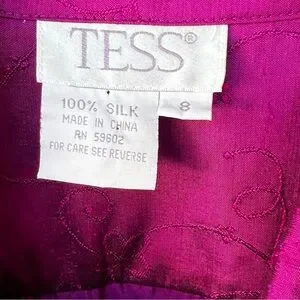 TESS®
100% SILK
MADE IN CHINA
RN 59602
FOR CARE SEE REVERSE
8